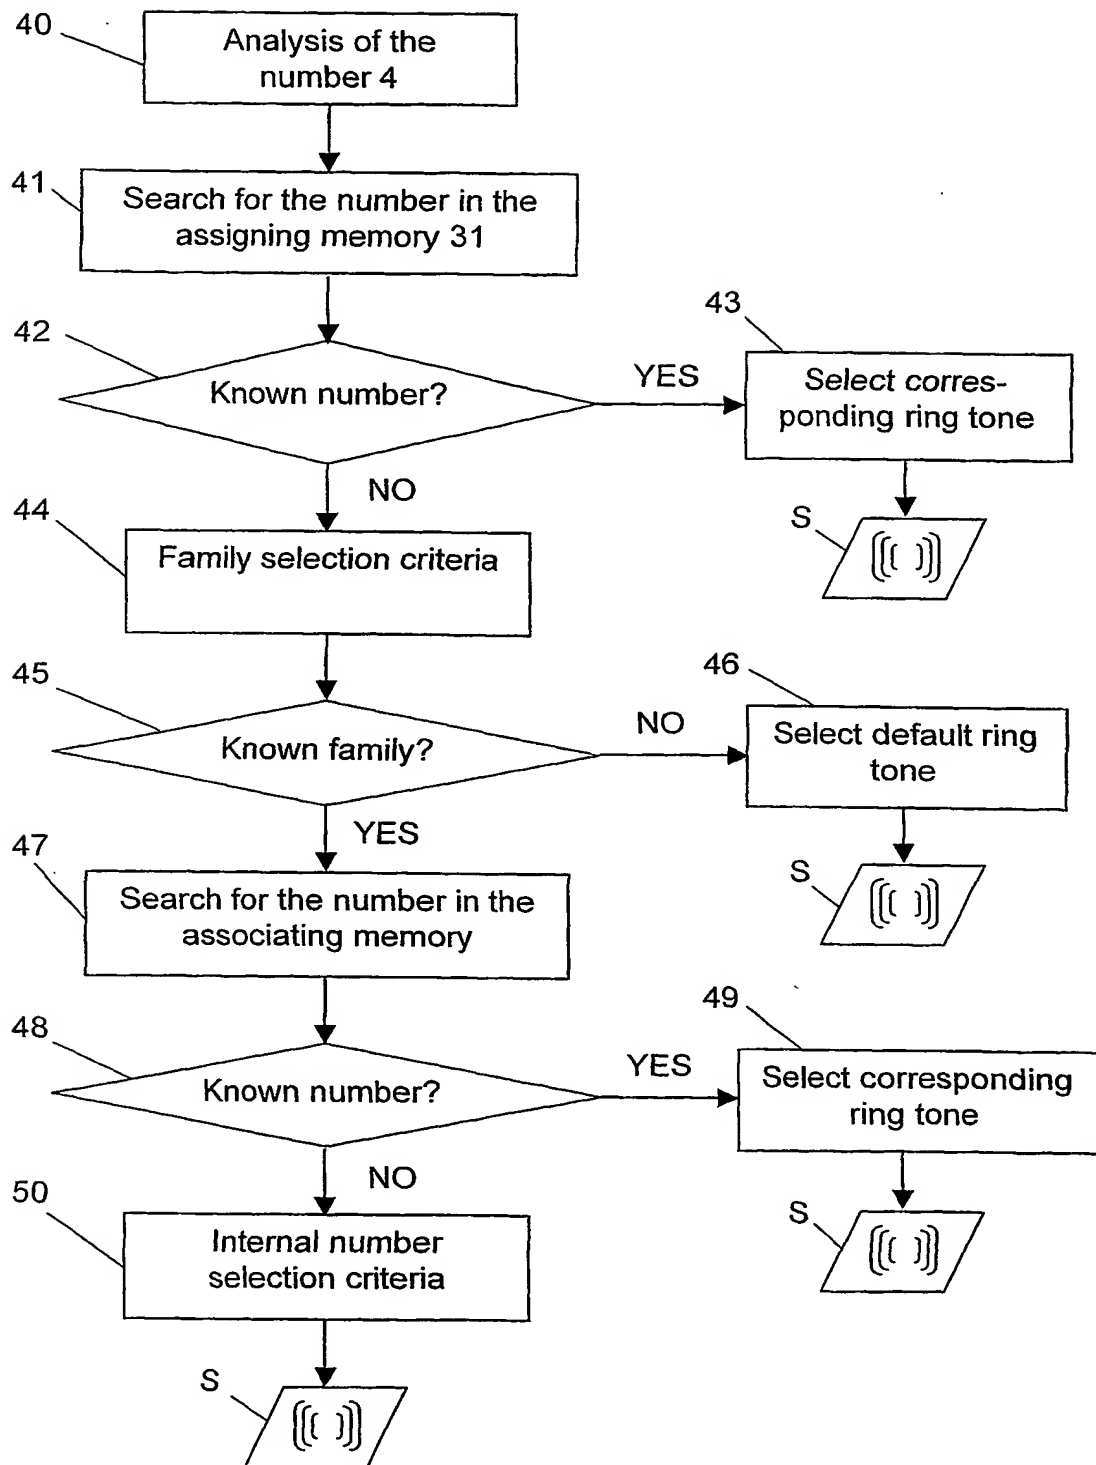 40
Analysis of the
number 4
41
Search for the number in the
assigning memory 31
42
Known number?
YES
43
Select corres-
ponding ring tone
S
NO
44
Family selection criteria
45
Known family?
NO
46
Select default ring
tone
S
YES
47
Search for the number in the
associating memory
48
Known number?
YES
49
Select corresponding
ring tone
S
NO
50
Internal number
selection criteria
S